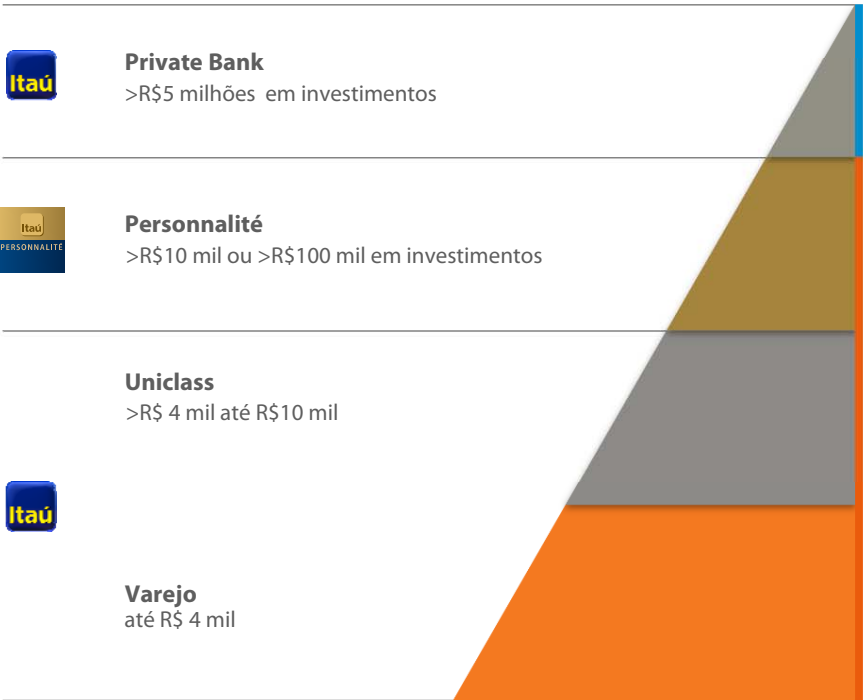 Itaú
Private Bank
>R$5 milhões em investimentos
Itaú
PERSONNALITÉ
Personnalité
>R$10 mil ou >R$100 mil em investimentos
Uniclass
>R$ 4 mil até R$10 mil
Itaú
Varejo
até R$ 4 mil